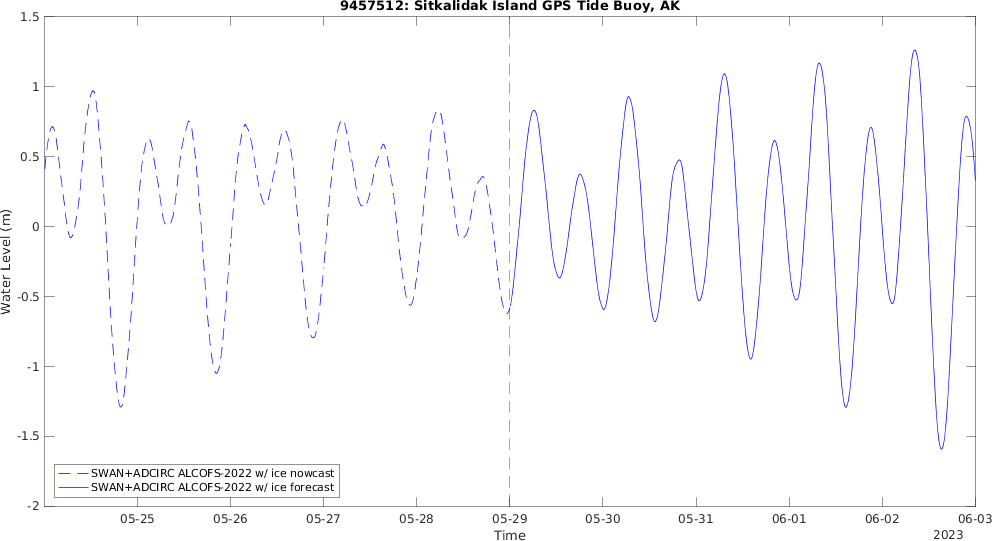 9457512: Sitkalidak Island GPS Tide Buoy, AK
1.5
1
0.5
0
-0.5
-1
-1.5
-2
Water Level (m)
SWAN+ADCIRC ALCOFS-2022 w/ ice nowcast
SWAN+ADCIRC ALCOFS-2022 w/ ice forecast
05-25 05-26 05-27 05-28 05-29 05-30 05-31 06-01 06-02 06-03
Time
2023